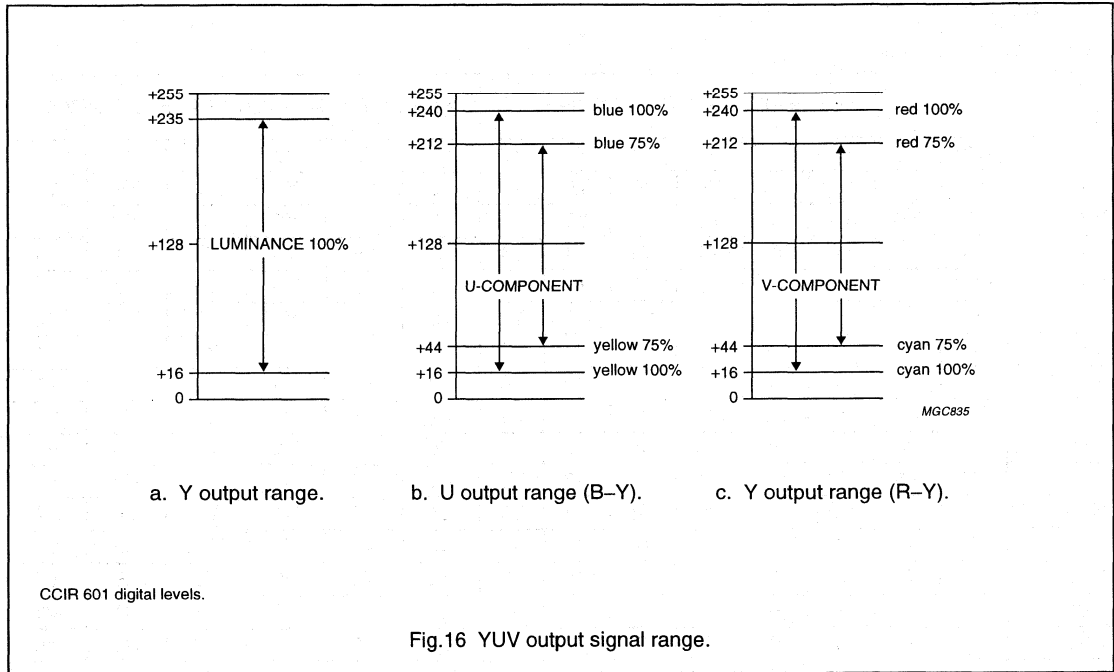 +255
+235
+128
LUMINANCE 100%
+16
0
+255
+240
blue 100%
+212
blue 75%
+128
U-COMPONENT
+44
yellow 75%
+16
yellow 100%
0
+255
+240
red 100%
+212
red 75%
+128
V-COMPONENT
+44
cyan 75%
+16
cyan 100%
0
MGC835
a. Y output range.
b. U output range (B–Y).
c. Y output range (R–Y).
CCIR 601 digital levels.
Fig.16 YUV output signal range.